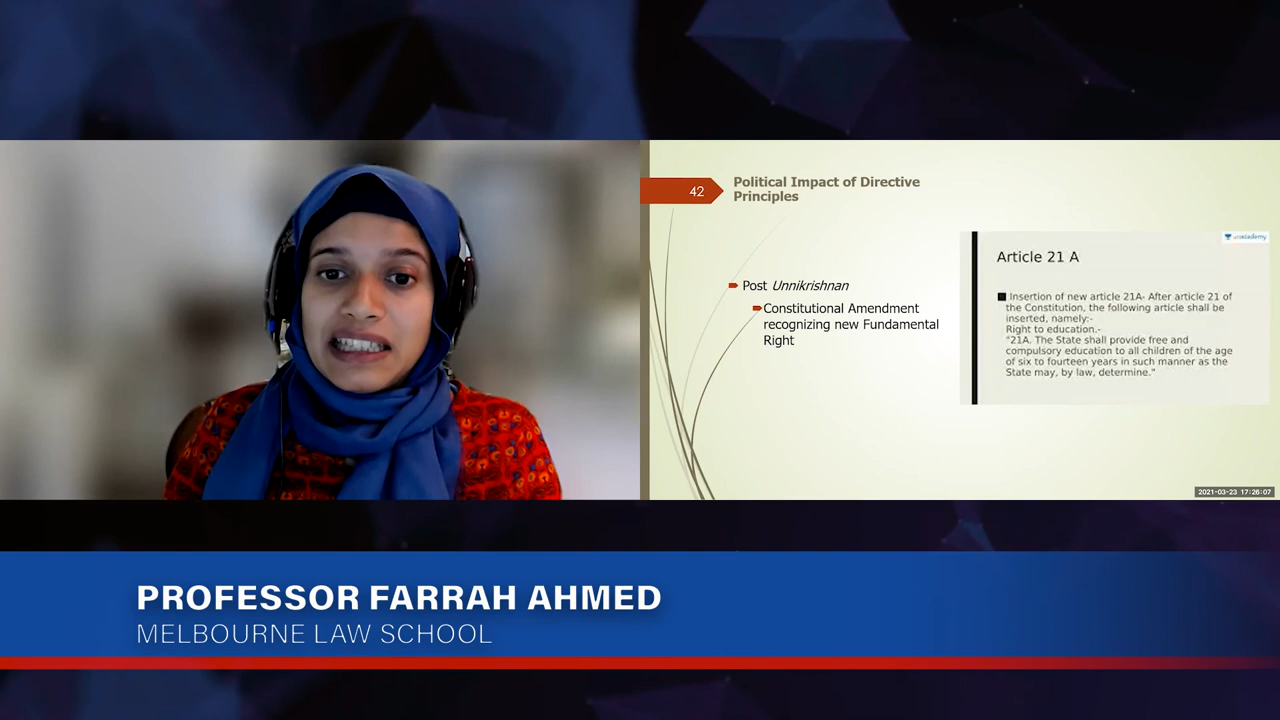 42
Political Impact of Directive
Principles
Post Unnikrishnan
Constitutional Amendment
recognizing new Fundamental
Right
unacademy
Article 21 A
Insertion of new article 21A- After article 21 of
the Constitution, the following article shall be
inserted, namely:-
Right to education.-
"21A. The State shall provide free and
compulsory education to all children of the age
of six to fourteen years in such manner as the
State may, by law, determine."
2021-03-23 17:26:07
PROFESSOR FARRAH AHMED
MELBOURNE LAW SCHOOL